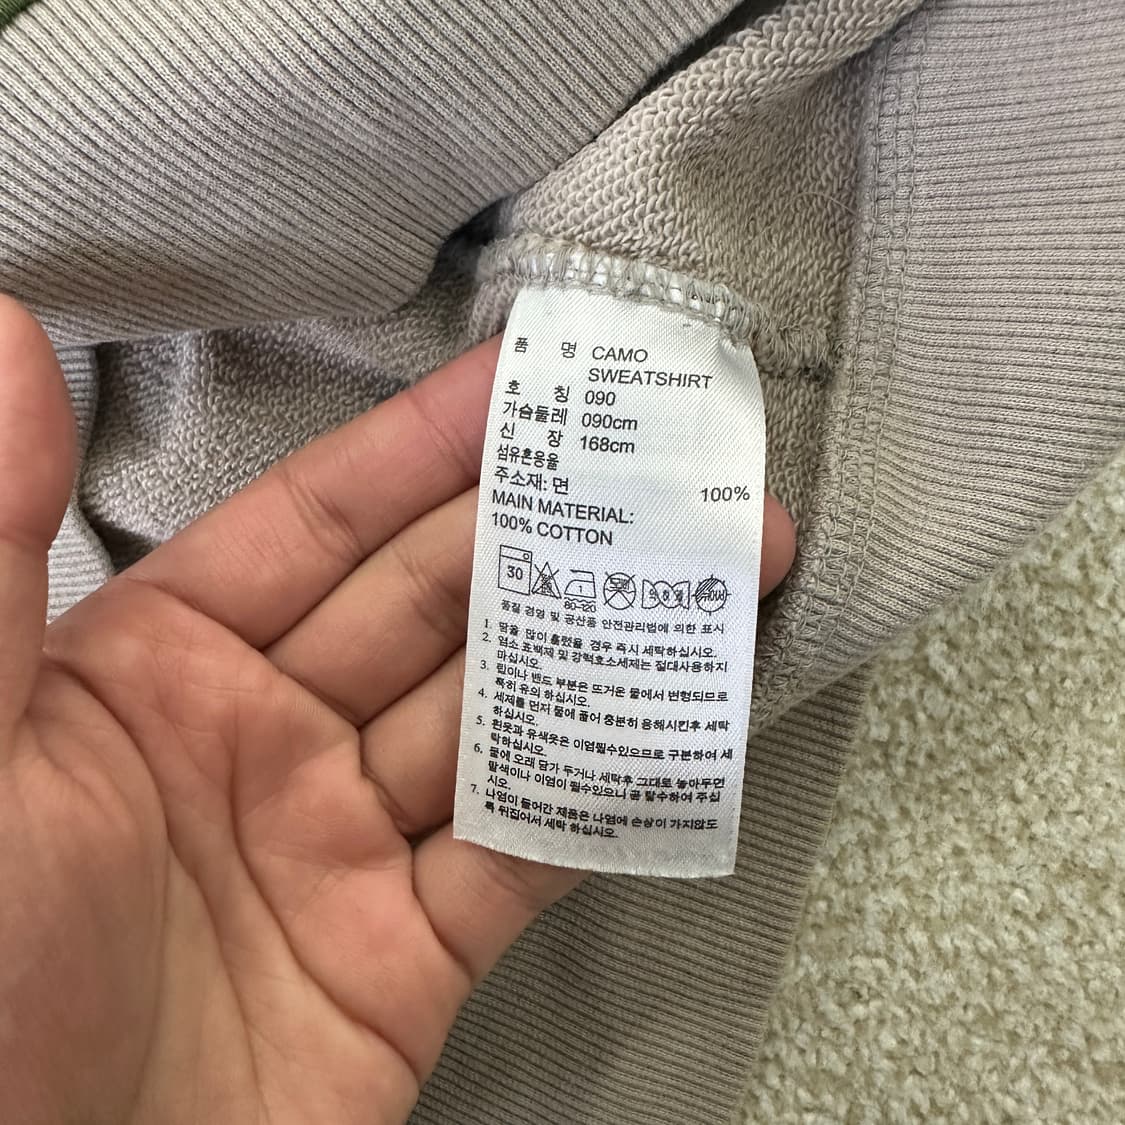 품 명 CAMO
SWEATSHIRT
호 칭 090
가슴둘레 090cm
신 장 168cm
섬유혼용율
주소재: 면 100%
MAIN MATERIAL:
100% COTTON
30
1
80~120
품질 경영 및 공산품 안전관리법에 의한 표시
1. 땀을 많이 흘렸을 경우 즉시 세탁하십시오.
2. 염소 표백제 및 강력효소세제는 절대사용하지
마십시오.
3. 립이나 밴드 부분은 뜨거운 물에서 변형되므로
특히 유의 하십시오.
4. 세제를 먼저 물에 풀어 충분히 용해시킨후 세탁
하십시오.
5. 흰옷과 유색옷은 이염될수있으므로 구분하여 세
탁하십시오.
6. 물에 오래 담가 두거나 세탁후 그대로 놓아두면
탈색이나 이염이 될수있으니 곧 탈수하여 주십
시오.
7. 나염이 들어간 제품은 나염에 손상이 가지않도
록 뒤집어서 세탁 하십시오.